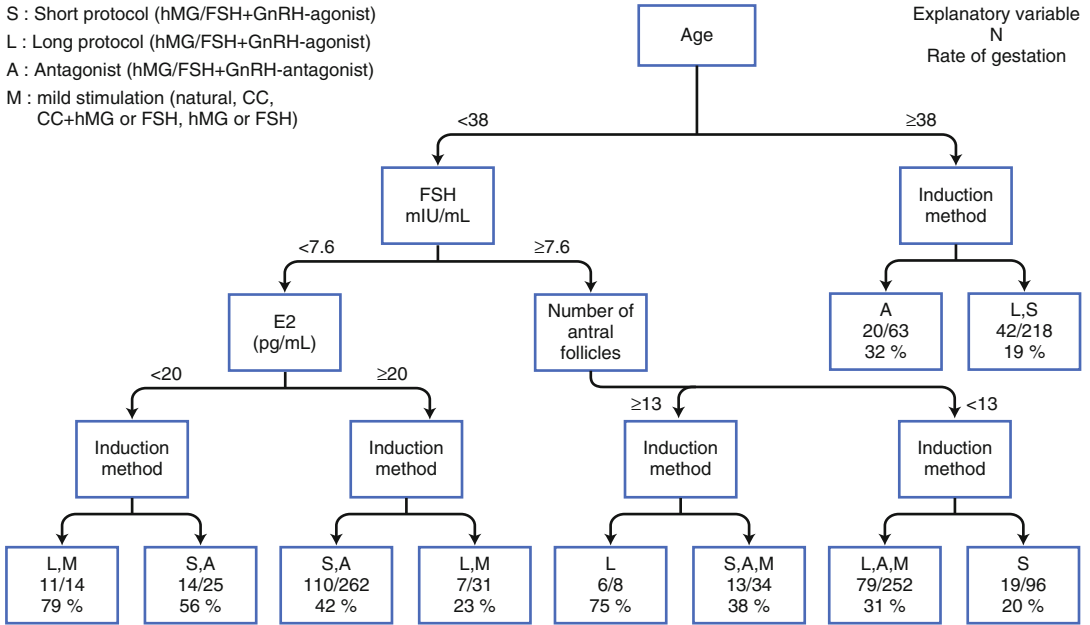 S : Short protocol (hMG/FSH+GnRH-agonist)
L : Long protocol (hMG/FSH+GnRH-agonist)
A : Antagonist (hMG/FSH+GnRH-antagonist)
M : mild stimulation (natural, CC,
CC+hMG or FSH, hMG or FSH)
Explanatory variable
N
Rate of gestation
Age
<38
≥38
FSH
mIU/mL
Induction
method
<7.6
≥7.6
E2
(pg/mL)
Number of
antral
follicles
A
20/63
32 %
L,S
42/218
19 %
<20
≥20
≥13
<13
Induction
method
Induction
method
Induction
method
Induction
method
L,M
11/14
79 %
S,A
14/25
56 %
S,A
110/262
42 %
L,M
7/31
23 %
L
6/8
75 %
S,A,M
13/34
38 %
L,A,M
79/252
31 %
S
19/96
20 %